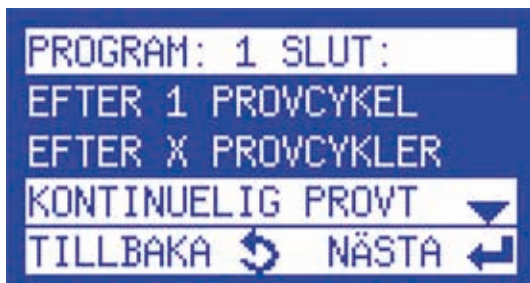 PROGRAM: 1 SLUT:
EFTER 1 PROVCYKEL
EFTER X PROVCYKLER
KONTINUELIG PROVT
TILLBAKA NÄSTA